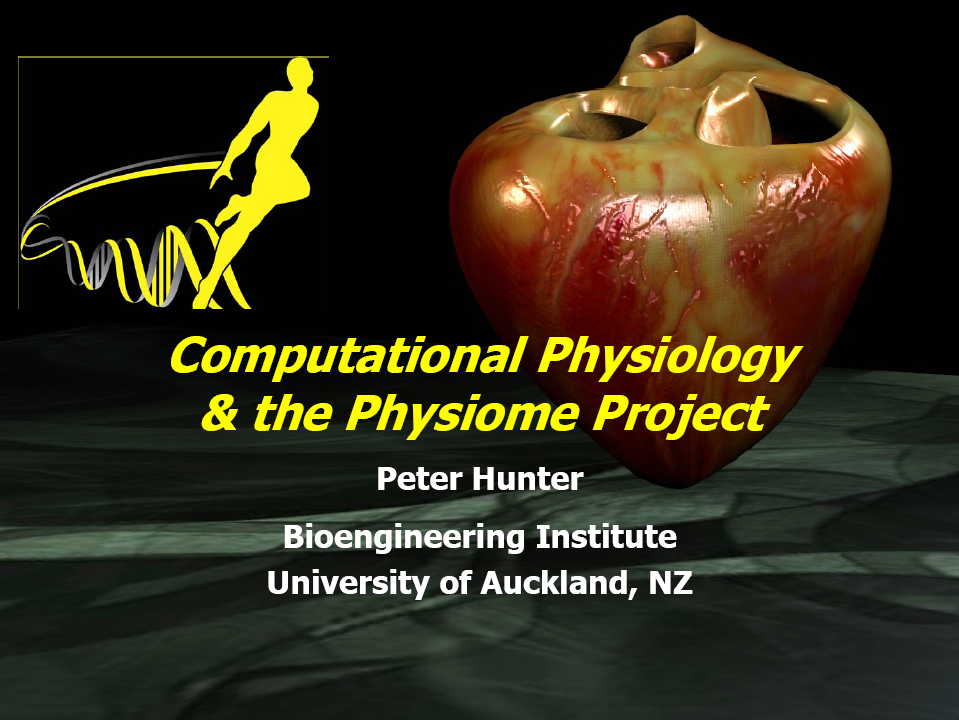 Computational Physiology
& the Physiome Project
Peter Hunter
Bioengineering Institute
University of Auckland, NZ